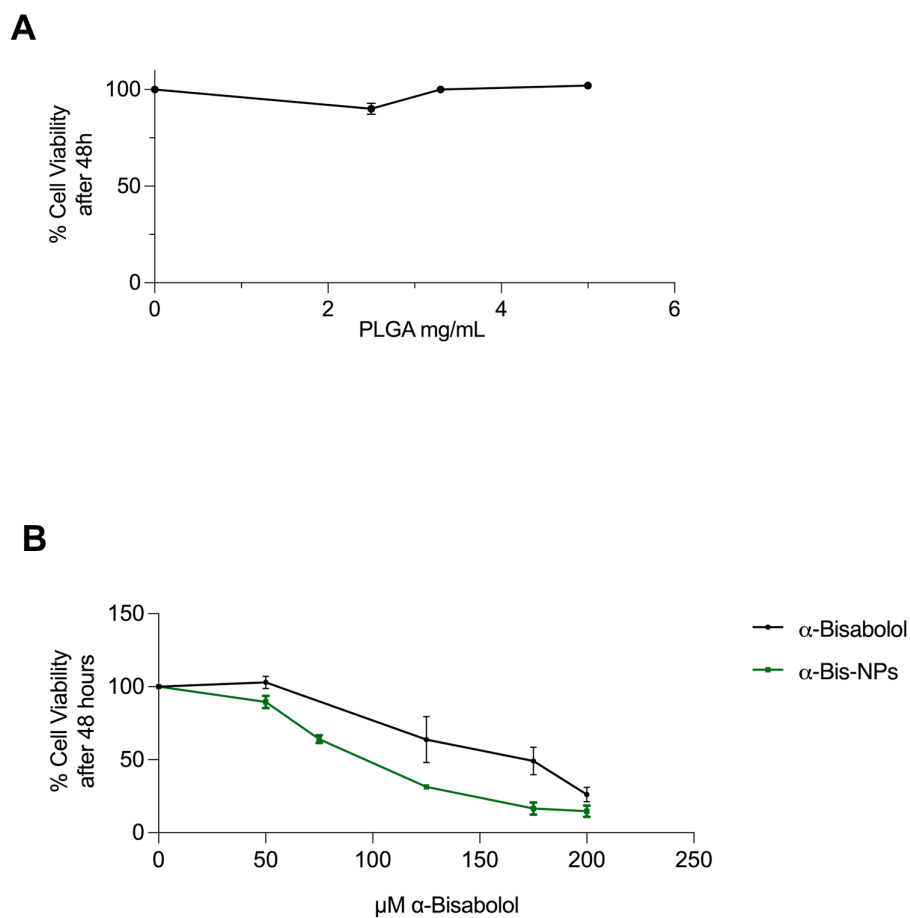 A
100
50
0
% Cell Viability
after 48h
0 2 4 6
PLGA mg/mL
B
150
100
50
0
% Cell Viability
after 48 hours
0 50 100 150 200 250
µM α-Bisabolol
α-Bisabolol
α-Bis-NPs